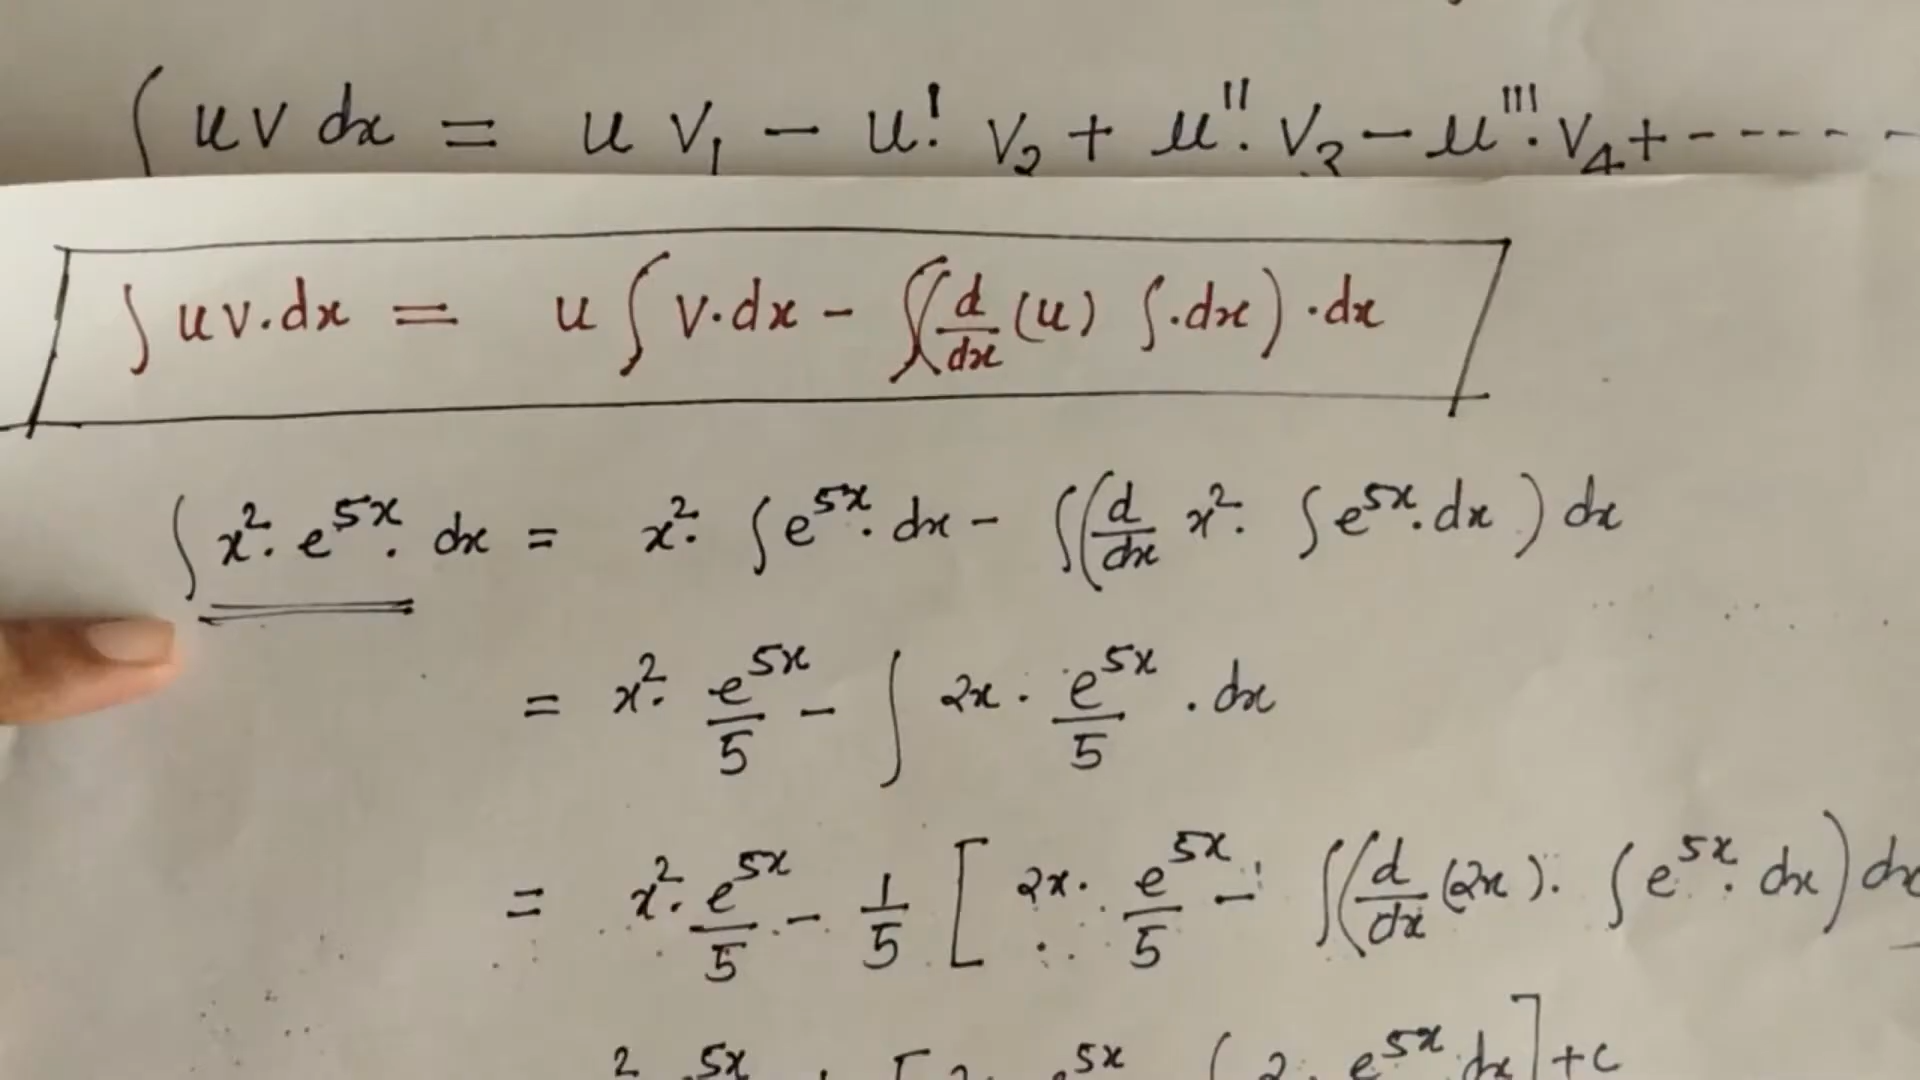 ∫ u v dx = u v₁ − u' v₂ + u''. v₃ − u'''. v₄ + - - - - - -
∫ u v.dx = u ∫ v.dx − ∫(d/dx (u) ∫.dx).dx
∫ x². e^5x. dx = x². ∫ e^5x. dx − ∫(d/dx x². ∫ e^5x. dx) dx
= x². e^5x/5 − ∫ 2x. e^5x/5 . dx
= x². e^5x/5 − 1/5 [ 2x. e^5x/5 − ∫(d/dx (2x). ∫ e^5x. dx) dx